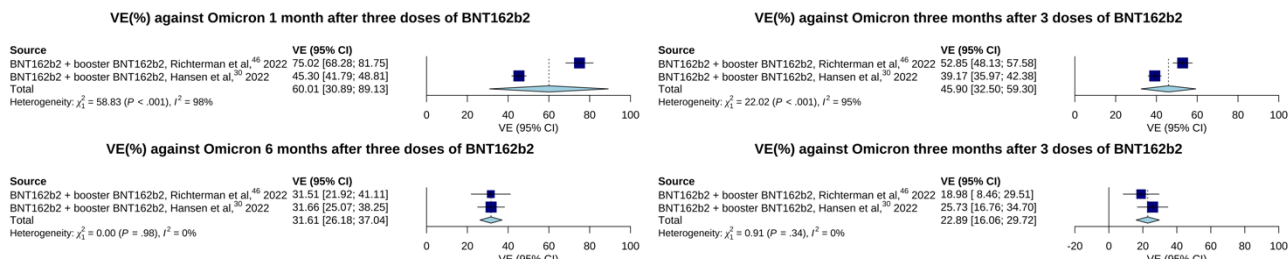 VE(%) against Omicron 1 month after three doses of BNT162b2
Source VE (95% CI)
BNT162b2 + booster BNT162b2, Richterman et al,46 2022 75.02 [68.28; 81.75]
BNT162b2 + booster BNT162b2, Hansen et al,30 2022 45.30 [41.79; 48.81]
Total 60.01 [30.89; 89.13]
Heterogeneity: χ²₁ = 58.83 (P < .001), I² = 98%
0 20 40 60 80 100
VE (95% CI)
VE(%) against Omicron three months after 3 doses of BNT162b2
Source VE (95% CI)
BNT162b2 + booster BNT162b2, Richterman et al,46 2022 52.85 [48.13; 57.58]
BNT162b2 + booster BNT162b2, Hansen et al,30 2022 39.17 [35.97; 42.38]
Total 45.90 [32.50; 59.30]
Heterogeneity: χ²₁ = 22.02 (P < .001), I² = 95%
0 20 40 60 80 100
VE (95% CI)
VE(%) against Omicron 6 months after three doses of BNT162b2
Source VE (95% CI)
BNT162b2 + booster BNT162b2, Richterman et al,46 2022 31.51 [21.92; 41.11]
BNT162b2 + booster BNT162b2, Hansen et al,30 2022 31.66 [25.07; 38.25]
Total 31.61 [26.18; 37.04]
Heterogeneity: χ²₁ = 0.00 (P = .98), I² = 0%
0 20 40 60 80 100
VE (95% CI)
VE(%) against Omicron three months after 3 doses of BNT162b2
Source VE (95% CI)
BNT162b2 + booster BNT162b2, Richterman et al,46 2022 18.98 [ 8.46; 29.51]
BNT162b2 + booster BNT162b2, Hansen et al,30 2022 25.73 [16.76; 34.70]
Total 22.89 [16.06; 29.72]
Heterogeneity: χ²₁ = 0.91 (P = .34), I² = 0%
-20 0 20 40 60 80 100
VE (95% CI)